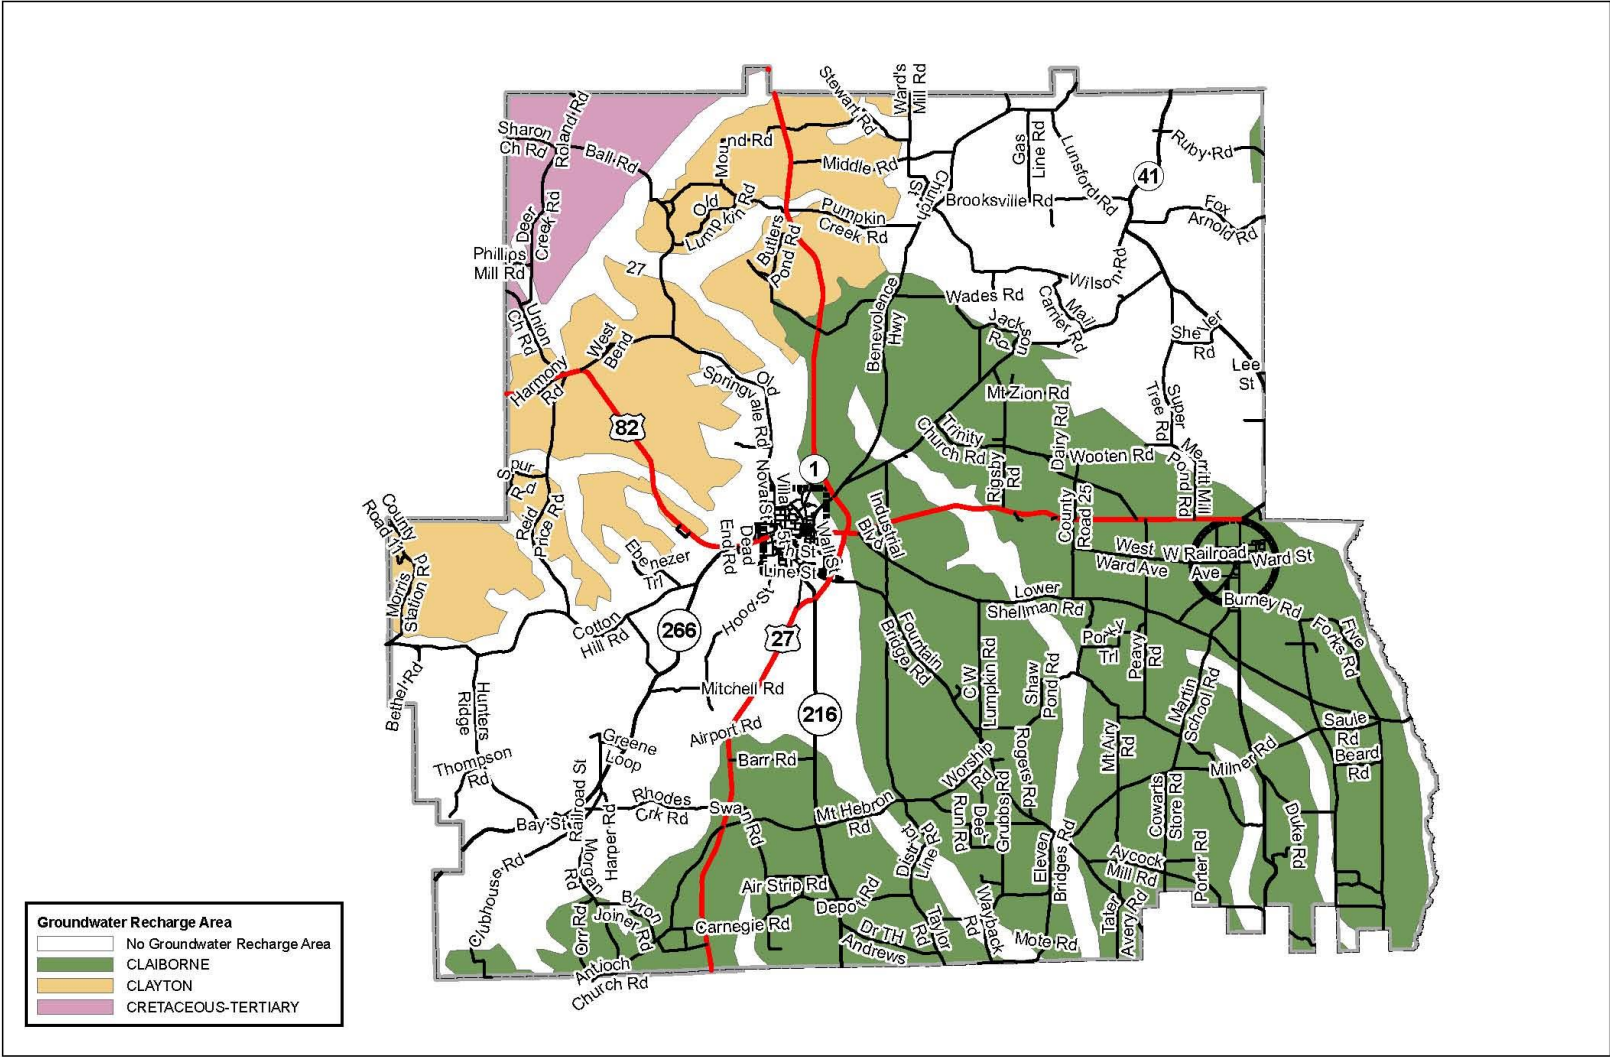 Stewart Rd
Ward's
Mill Rd
Sharon
Ch Rd
Roland Rd
Ball Rd
Mound Rd
Middle Rd
Church
St
Gas
Line Rd
Lunsford Rd
41
Ruby Rd
Brooksville Rd
Fox
Arnold Rd
Old
Lumpkin Rd
Pumpkin
Creek Rd
Butlers
Pond Rd
Deer
Creek Rd
Phillips
Mill Rd
27
Wilson Rd
Benevolence
Hwy
Wades Rd
Mail
Carrier Rd
Jackson
Rd
Union
Ch Rd
West
Bend
Shelver
Rd
Lee
St
Harmony
Rd
Old
Springvale Rd
Mt Zion Rd
Super
Tree Rd
82
Trinity
Church Rd
Dairy Rd
Wooten Rd
Merritt Mill
Pond Rd
Rigsby
Rd
1
Spur
Rd
Nova St
Villa
County
Road 11
Reid
Price Rd
Industrial
Blvd
County
Road 25
Dead
End Rd
Wall St
h St
Line St
West
Ward Ave
W Railroad
Ave
Ward St
Ebenezer
Trl
Morris
Station Rd
Lower
Shellman Rd
Burney Rd
Hood St
Cotton
Hill Rd
266
27
Fountain
Bridge Rd
Porky
Trl
Peavy
Rd
Five
Forks Rd
Bethel Rd
Hunters
Ridge
Mitchell Rd
C W
Lumpkin Rd
Shaw
Pond Rd
Martin
School Rd
216
Airport Rd
Saule
Rd
Greene
Loop
Barr Rd
Mt Airy
Rd
Milner Rd
Beard
Rd
Thompson
Rd
Worship
Rd
Rogers Rd
Railroad St
Rhodes
Crk Rd
Swan Rd
Mt Hebron
Rd
Deer
Run Rd
Grubbs Rd
Cowarts
Store Rd
Bay St
Harper Rd
District
Line Rd
Eleven
Bridges Rd
Duke Rd
Clubhouse Rd
Morgan
Rd
Aycock
Mill Rd
Porter Rd
Air Strip Rd
Byron
Joiner Rd
Depot Rd
Orr Rd
Carnegie Rd
Dr TH
Andrews
Taylor
Rd
Wayback
Rd
Mote Rd
Tater
Avery Rd
Antioch
Church Rd
Groundwater Recharge Area
No Groundwater Recharge Area
CLAIBORNE
CLAYTON
CRETACEOUS-TERTIARY